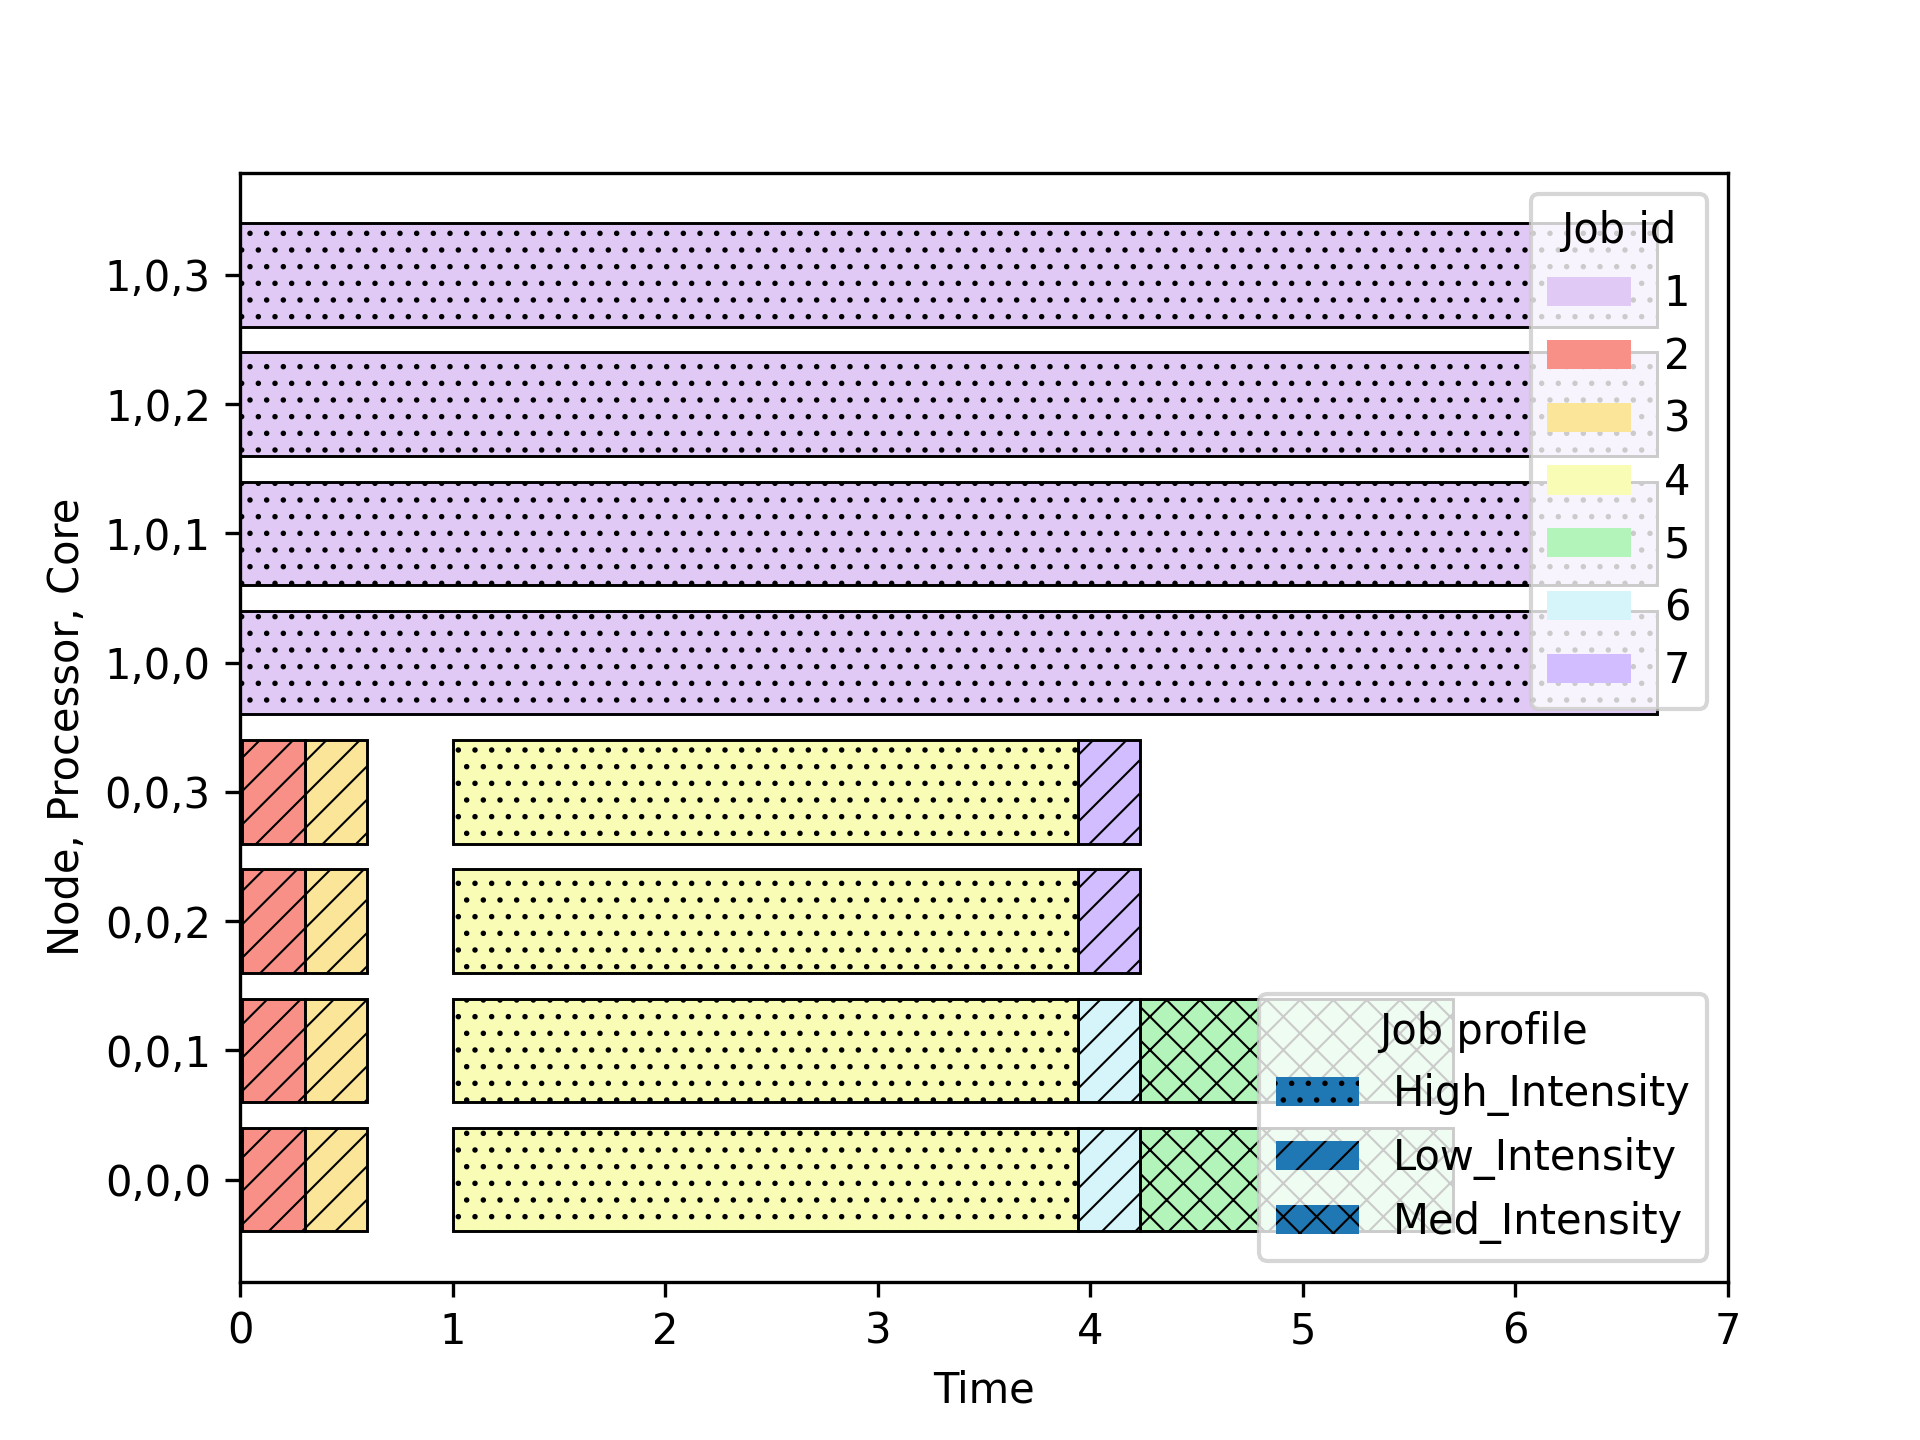 Job id
1
2
3
4
5
6
7
1,0,3
1,0,2
1,0,1
1,0,0
0,0,3
0,0,2
0,0,1
0,0,0
Node, Processor, Core
Job profile
High_Intensity
Low_Intensity
Med_Intensity
0 1 2 3 4 5 6 7
Time